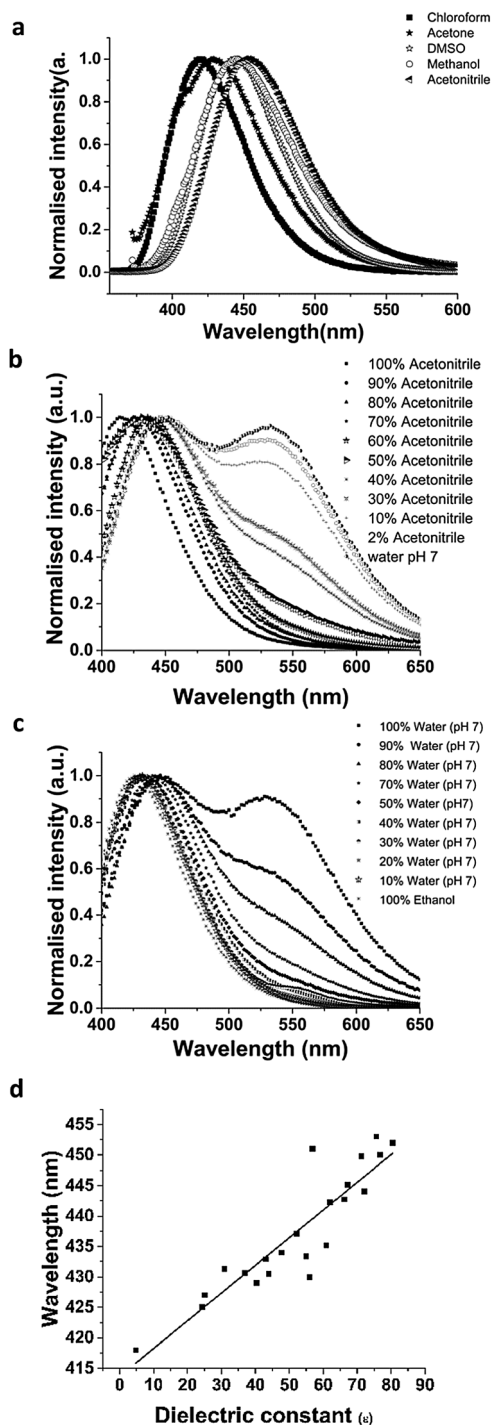 a
Chloroform
Acetone
DMSO
Methanol
Acetonitrile
Normalised intensity(a.
1.0
0.8
0.6
0.4
0.2
0.0
400
450
500
550
600
Wavelength(nm)
b
100% Acetonitrile
90% Acetonitrile
80% Acetonitrile
70% Acetonitrile
60% Acetonitrile
50% Acetonitrile
40% Acetonitrile
30% Acetonitrile
10% Acetonitrile
2% Acetonitrile
water pH 7
Normalised intensity (a.u.)
1.0
0.8
0.6
0.4
0.2
0.0
400
450
500
550
600
650
Wavelength (nm)
c
100% Water (pH 7)
90% Water (pH 7)
80% Water (pH 7)
70% Water (pH 7)
50% Water (pH7)
40% Water (pH 7)
30% Water (pH 7)
20% Water (pH 7)
10% Water (pH 7)
100% Ethanol
Normalised intensity (a.u.)
1.0
0.8
0.6
0.4
0.2
0.0
400
450
500
550
600
650
Wavelength (nm)
d
Wavelength (nm)
455
450
445
440
435
430
425
420
415
0
10
20
30
40
50
60
70
80
90
Dielectric constant (ε)